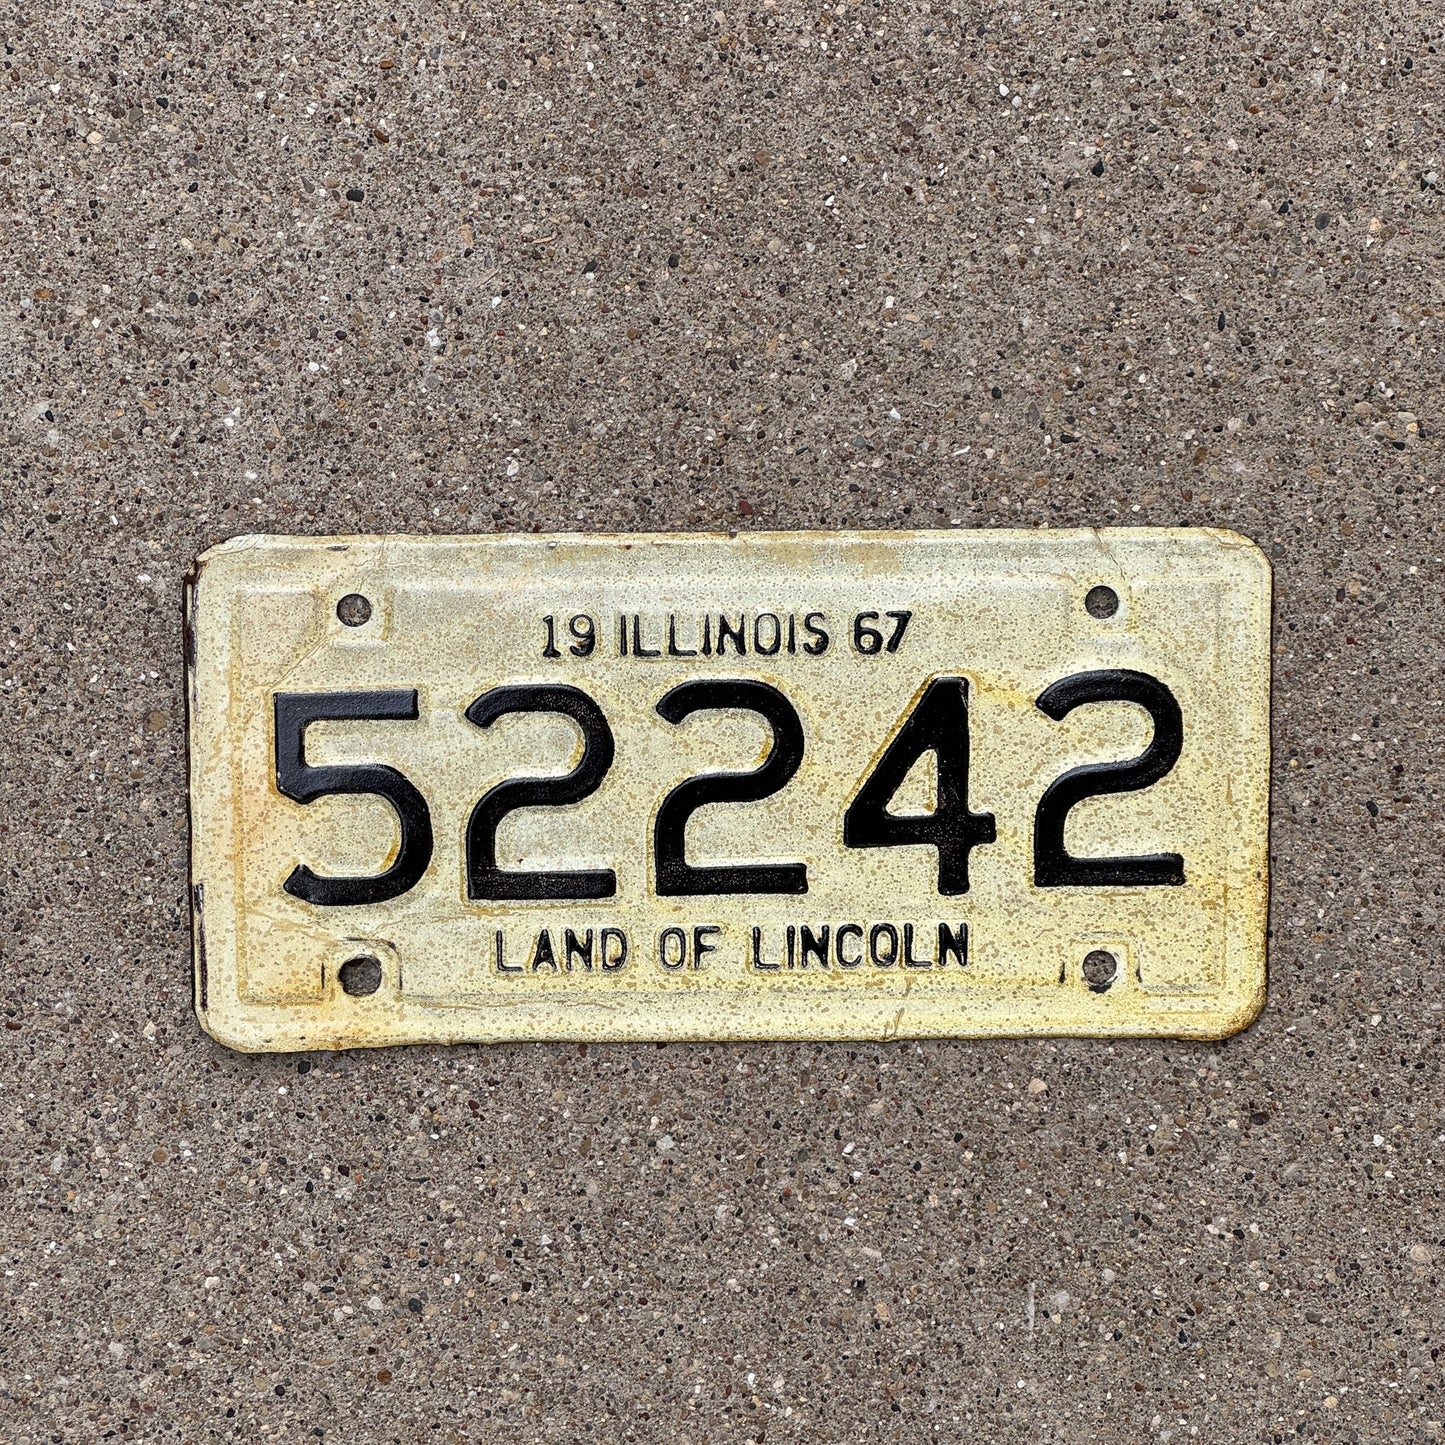 19 ILLINOIS 67
52242
LAND OF LINCOLN